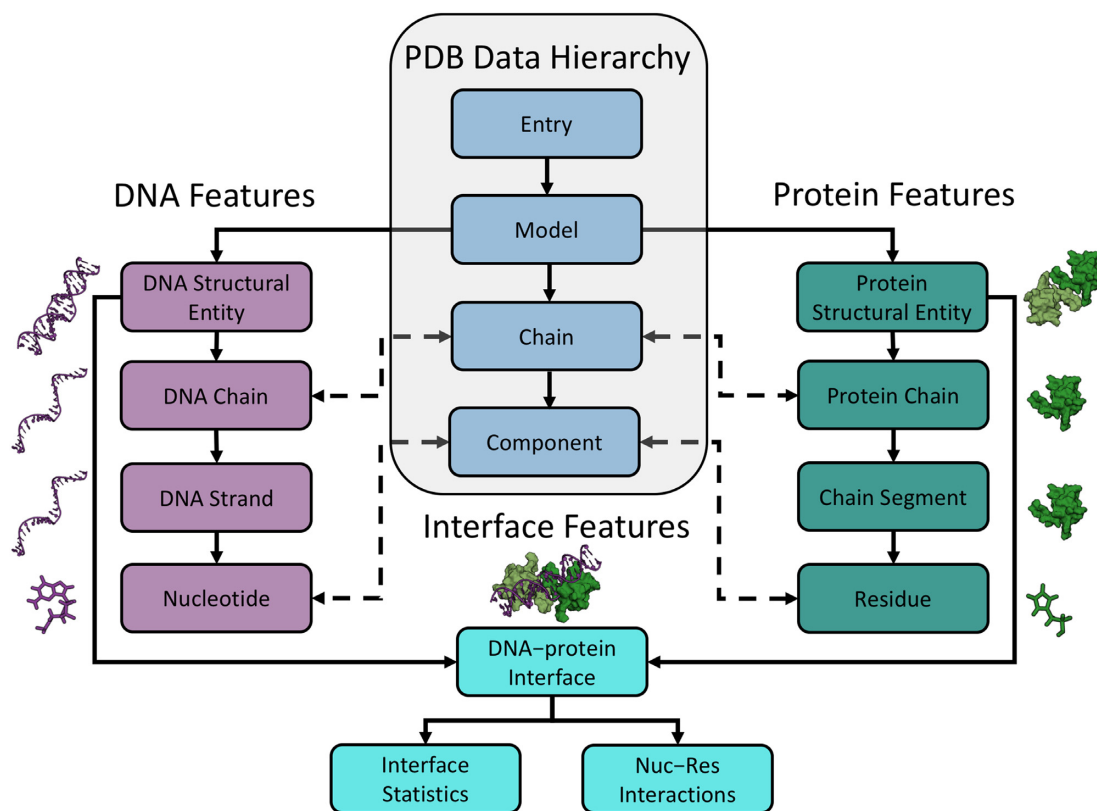 PDB Data Hierarchy
Entry
Model
Chain
Component
DNA Features
DNA Structural
Entity
DNA Chain
DNA Strand
Nucleotide
Protein Features
Protein
Structural Entity
Protein Chain
Chain Segment
Residue
Interface Features
DNA–protein
Interface
Interface
Statistics
Nuc–Res
Interactions